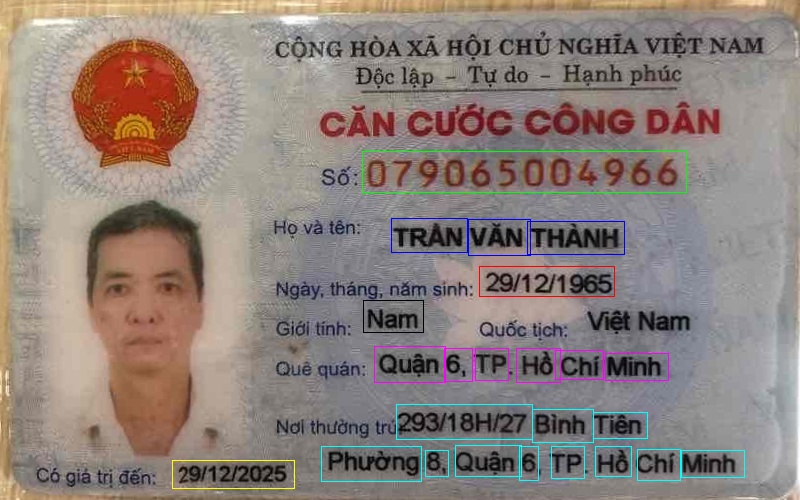 CỘNG HÒA XÃ HỘI CHỦ NGHĨA VIỆT NAM
Độc lập - Tự do - Hạnh phúc
CĂN CƯỚC CÔNG DÂN
Số: 079065004966
Họ và tên: TRẦN VĂN THÀNH
Ngày, tháng, năm sinh: 29/12/1965
Giới tính: Nam Quốc tịch: Việt Nam
Quê quán: Quận 6, TP. Hồ Chí Minh
Nơi thường trú: 293/18H/27 Bình Tiên
Phường 8, Quận 6, TP. Hồ Chí Minh
Có giá trị đến: 29/12/2025